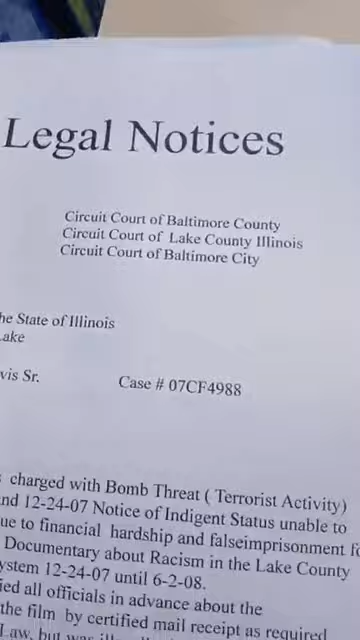 Legal Notices
Circuit Court of Baltimore County
Circuit Court of Lake County Illinois
Circuit Court of Baltimore City
he State of Illinois
ake
vis Sr. Case # 07CF4988
charged with Bomb Threat ( Terrorist Activity)
nd 12-24-07 Notice of Indigent Status unable to
ue to financial hardship and falseimprisonment fo
Documentary about Racism in the Lake County
ystem 12-24-07 until 6-2-08.
ied all officials in advance about the
the film by certified mail receipt as required
Law, but was